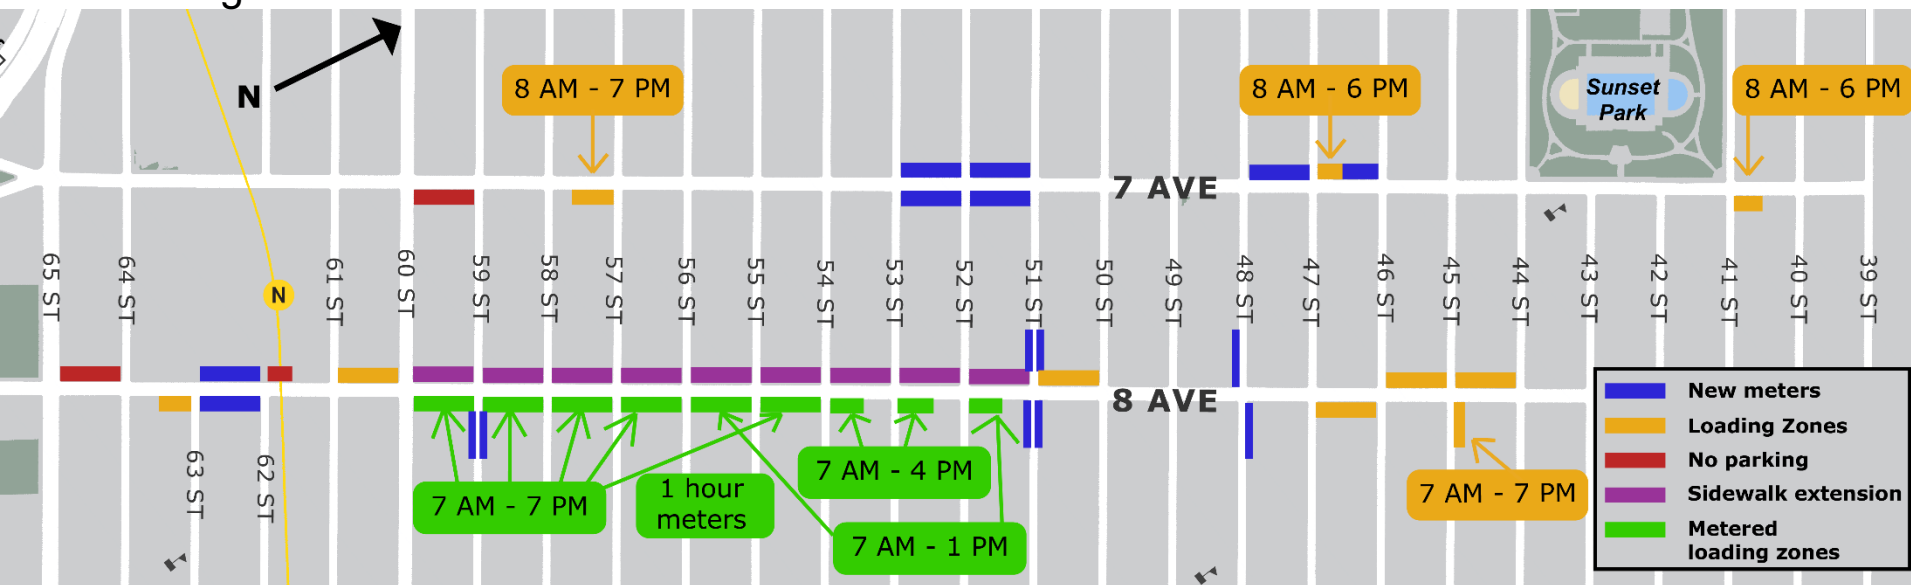 N
8 AM - 7 PM
8 AM - 6 PM
Sunset
Park
8 AM - 6 PM
7 AVE
65 ST
64 ST
N
61 ST
60 ST
59 ST
58 ST
57 ST
56 ST
55 ST
54 ST
53 ST
52 ST
51 ST
50 ST
49 ST
48 ST
47 ST
46 ST
45 ST
44 ST
43 ST
42 ST
41 ST
40 ST
39 ST
8 AVE
63 ST
62 ST
7 AM - 7 PM
1 hour
meters
7 AM - 4 PM
7 AM - 1 PM
7 AM - 7 PM
New meters
Loading Zones
No parking
Sidewalk extension
Metered
loading zones